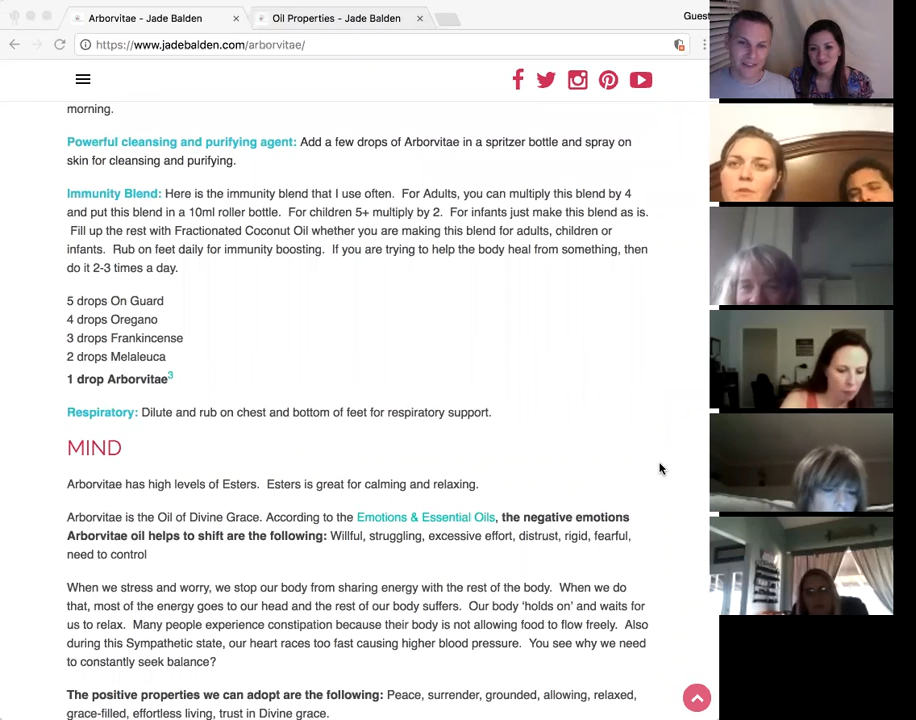 Arborvitae - Jade Balden
Oil Properties - Jade Balden
Guest
https://www.jadebalden.com/arborvitae/
morning.
Powerful cleansing and purifying agent: Add a few drops of Arborvitae in a spritzer bottle and spray on
skin for cleansing and purifying.
Immunity Blend: Here is the immunity blend that I use often. For Adults, you can multiply this blend by 4
and put this blend in a 10ml roller bottle. For children 5+ multiply by 2. For infants just make this blend as is.
Fill up the rest with Fractionated Coconut Oil whether you are making this blend for adults, children or
infants. Rub on feet daily for immunity boosting. If you are trying to help the body heal from something, then
do it 2-3 times a day.
5 drops On Guard
4 drops Oregano
3 drops Frankincense
2 drops Melaleuca
1 drop Arborvitae3
Respiratory: Dilute and rub on chest and bottom of feet for respiratory support.
MIND
Arborvitae has high levels of Esters. Esters is great for calming and relaxing.
Arborvitae is the Oil of Divine Grace. According to the Emotions & Essential Oils, the negative emotions
Arborvitae oil helps to shift are the following: Willful, struggling, excessive effort, distrust, rigid, fearful,
need to control
When we stress and worry, we stop our body from sharing energy with the rest of the body. When we do
that, most of the energy goes to our head and the rest of our body suffers. Our body 'holds on' and waits for
us to relax. Many people experience constipation because their body is not allowing food to flow freely. Also
during this Sympathetic state, our heart races too fast causing higher blood pressure. You see why we need
to constantly seek balance?
The positive properties we can adopt are the following: Peace, surrender, grounded, allowing, relaxed,
grace-filled, effortless living, trust in Divine grace.